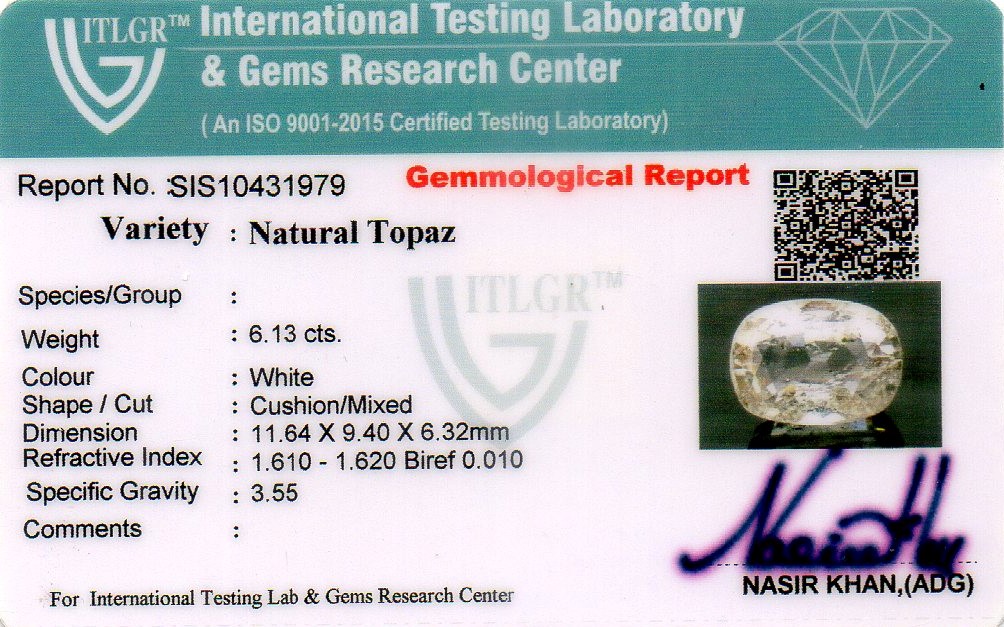 ITLGR™ International Testing Laboratory
& Gems Research Center
( An ISO 9001-2015 Certified Testing Laboratory)
Report No. :SIS10431979
Gemmological Report
Variety : Natural Topaz
ITLGR™
Species/Group :
Weight : 6.13 cts.
Colour : White
Shape / Cut : Cushion/Mixed
Dimension : 11.64 X 9.40 X 6.32mm
Refractive Index : 1.610 - 1.620 Biref 0.010
Specific Gravity : 3.55
Comments :
NASIR KHAN,(ADG)
For International Testing Lab & Gems Research Center